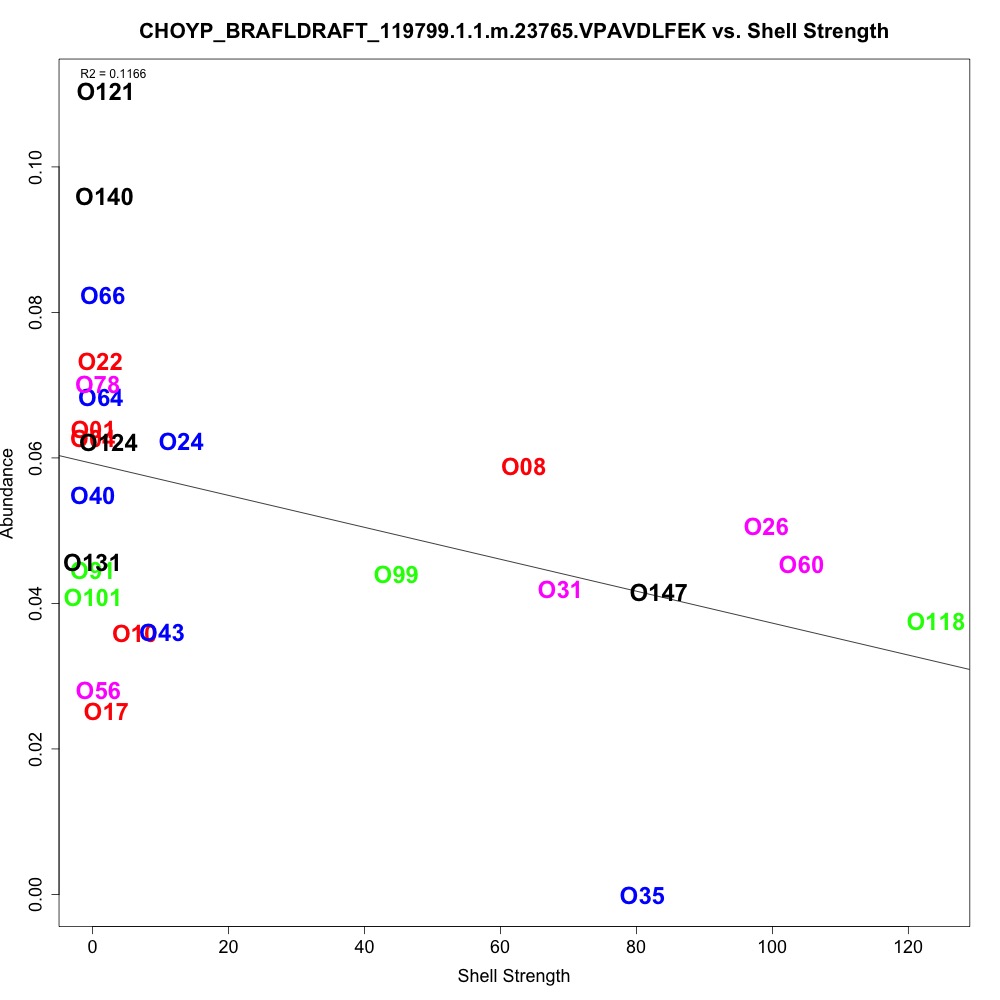 CHOYP_BRAFLDRAFT_119799.1.1.m.23765.VPAVDLFEK vs. Shell Strength
R2 = 0.1166
O121
0.10
O140
O66
0.08
O22
O78
O64
O01
O124
O24
0.06
O08
Abundance
O40
O26
O131
O91
O60
O99
O31
O147
O101
0.04
O118
O43
O56
O17
0.02
O35
0.00
0 20 40 60 80 100 120
Shell Strength